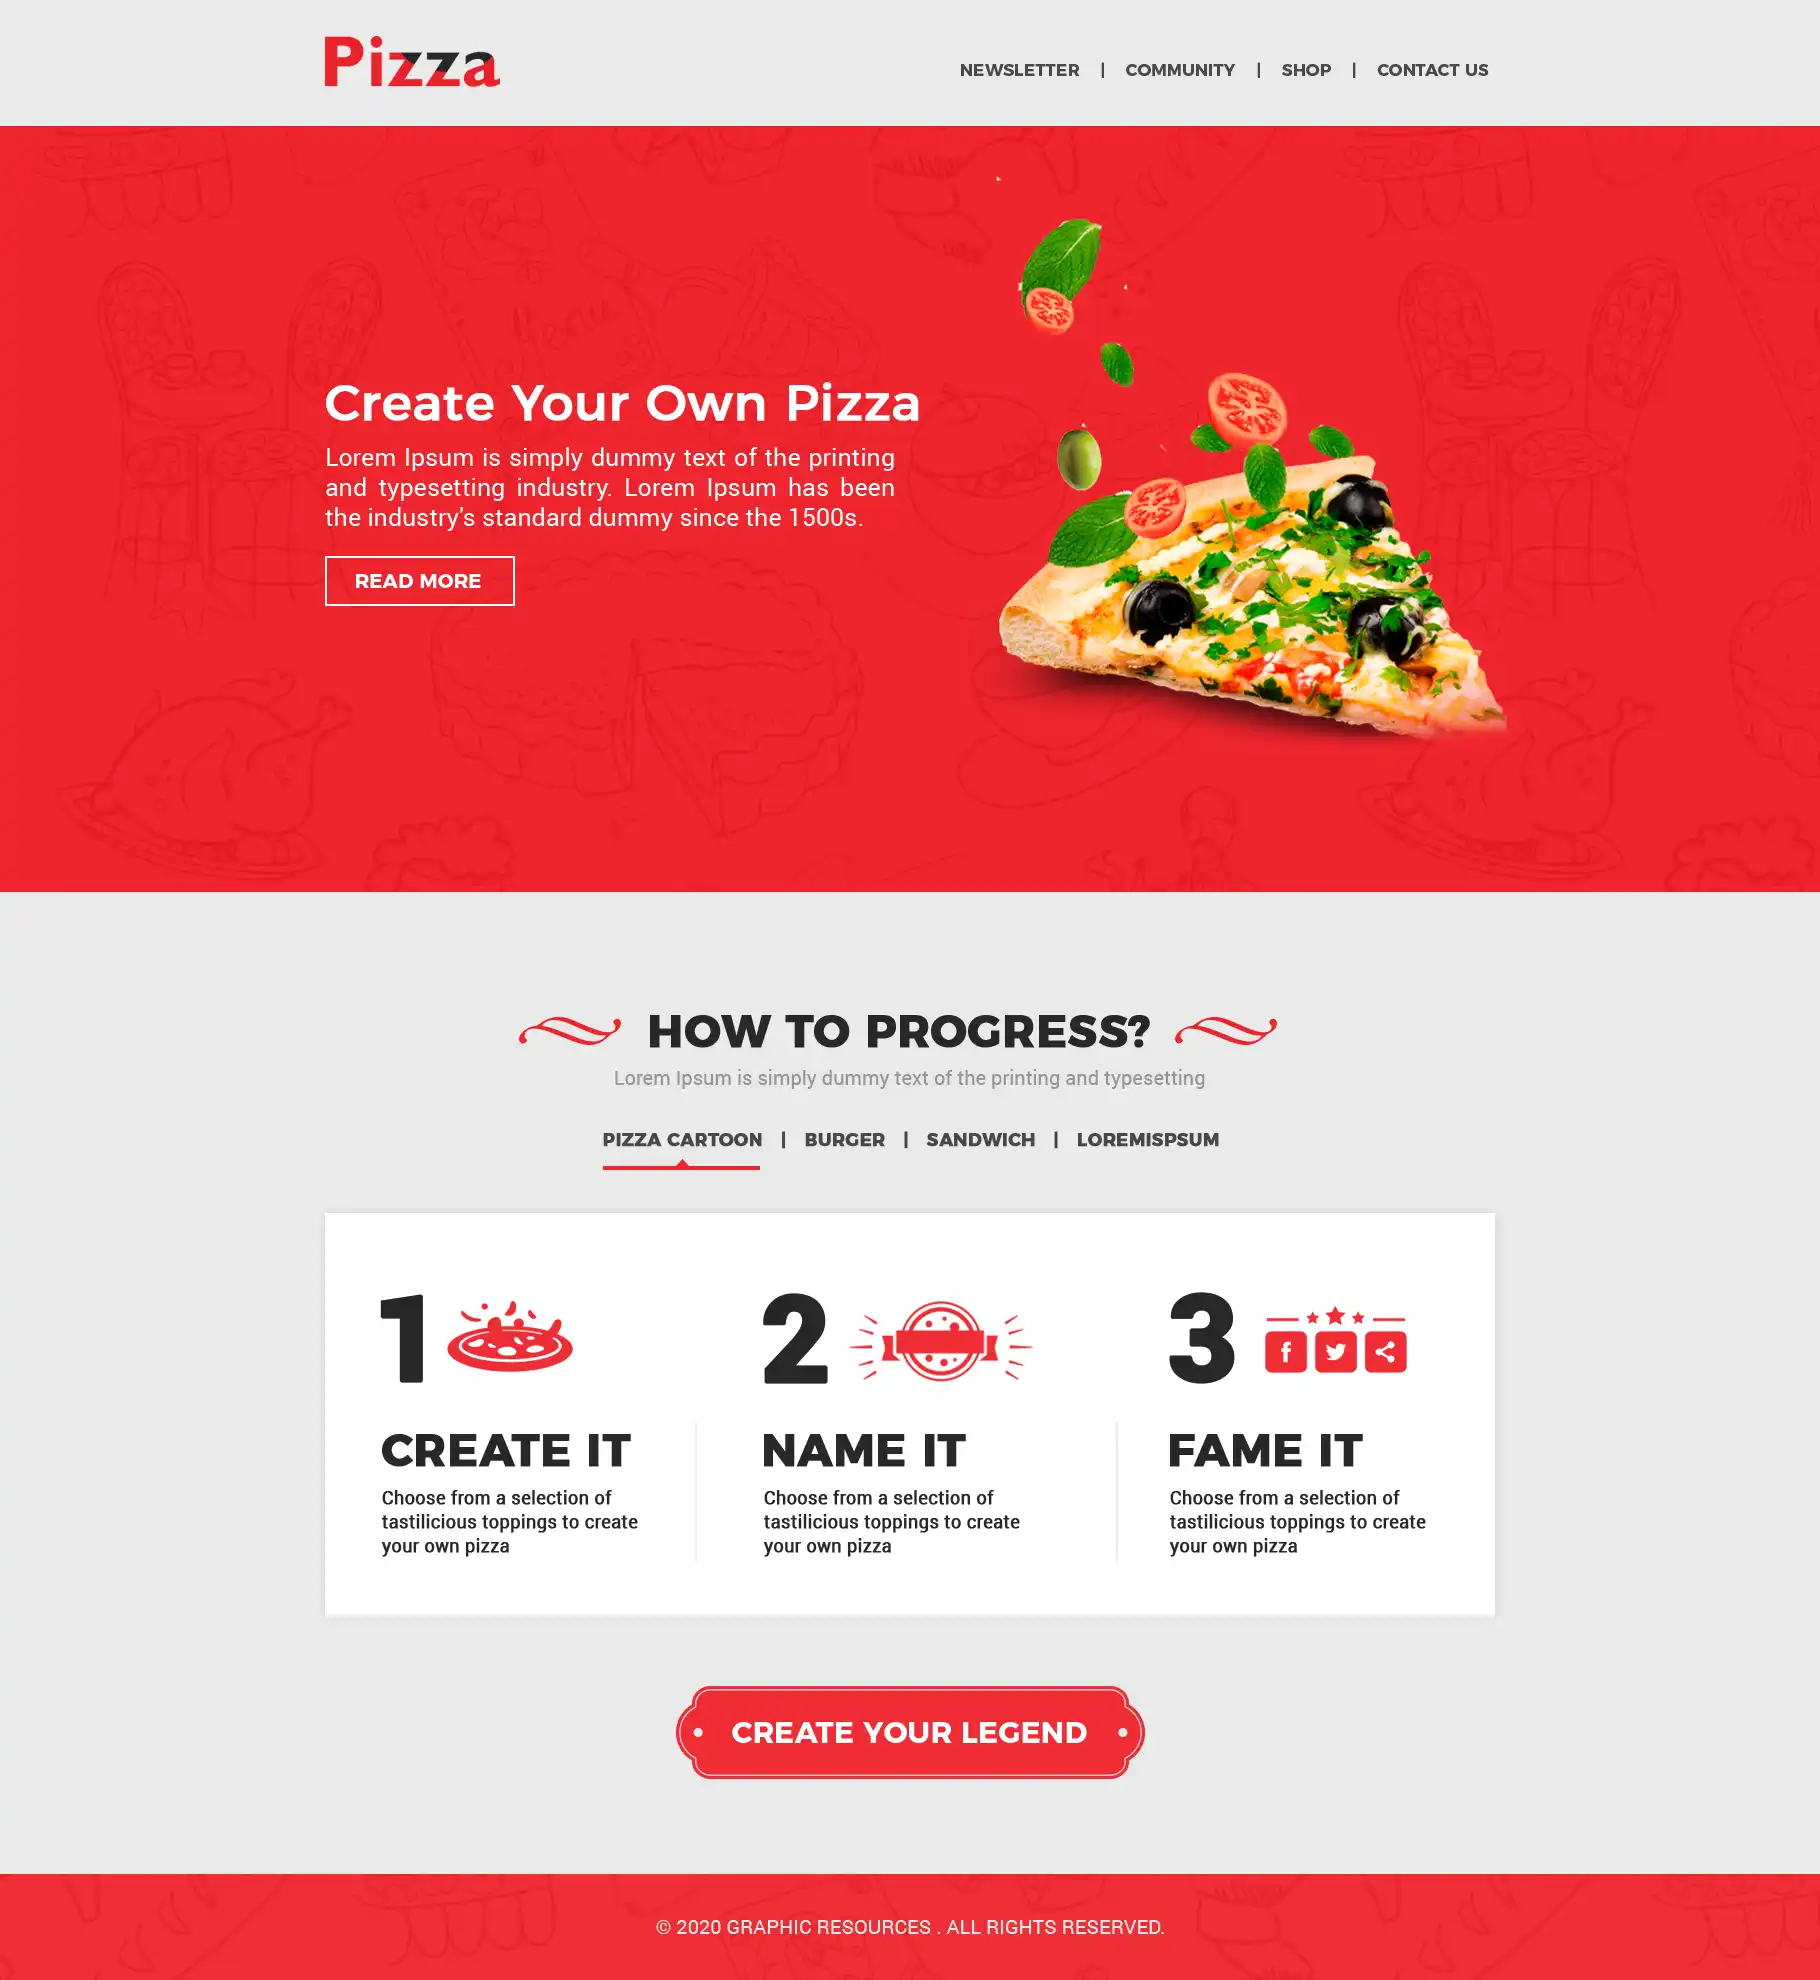 Pizza
NEWSLETTER | COMMUNITY | SHOP | CONTACT US
Menu
Create Your Own Pizza
Lorem Ipsum is simply dummy text of the printing
and typesetting industry. Lorem Ipsum has been
the industry's standard dummy since the 1500s.
READ MORE
HOW TO PROGRESS?
Lorem Ipsum is simply dummy text of the printing and typesetting
PIZZA CARTOON | BURGER | SANDWICH | LOREMISPSUM
1
2
3
CREATE IT
Choose from a selection of
tastilicious toppings to create
your own pizza
NAME IT
Choose from a selection of
tastilicious toppings to create
your own pizza
FAME IT
Choose from a selection of
tastilicious toppings to create
your own pizza
CREATE YOUR LEGEND
© 2020 GRAPHIC RESOURCES . ALL RIGHTS RESERVED.